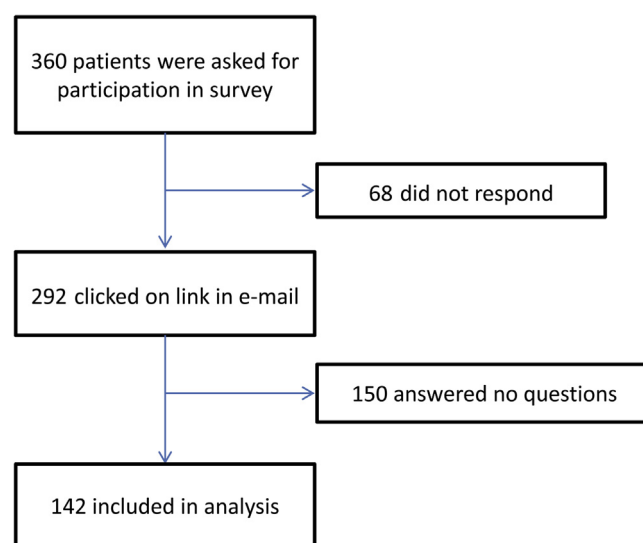 360 patients were asked for
participation in survey
68 did not respond
292 clicked on link in e-mail
150 answered no questions
142 included in analysis